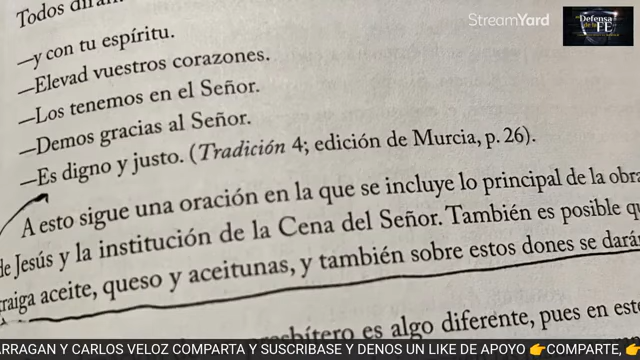 StreamYard
Defensa
de la
FE
Todos
—y con tu espíritu.
—Elevad vuestros corazones.
—Los tenemos en el Señor.
—Demos gracias al Señor.
—Es digno y justo. (Tradición 4; edición de Murcia, p. 26).
A esto sigue una oración en la que se incluye lo principal de la obra
de Jesús y la institución de la Cena del Señor. También es posible
traiga aceite, queso y aceitunas, y también sobre estos dones se
es algo diferente, pues en
ARRAGAN Y CARLOS VELOZ COMPARTA Y SUSCRIBASE Y DENOS UN LIKE DE APOYO 👉COMPARTE, 👉